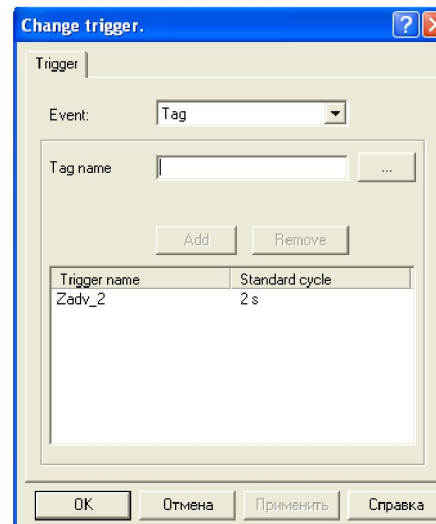 Change trigger.
Trigger
Event: Tag
Tag name ...
Add Remove
Trigger name Standard cycle
Zadv_2 2 s
OK Отмена Применить Справка